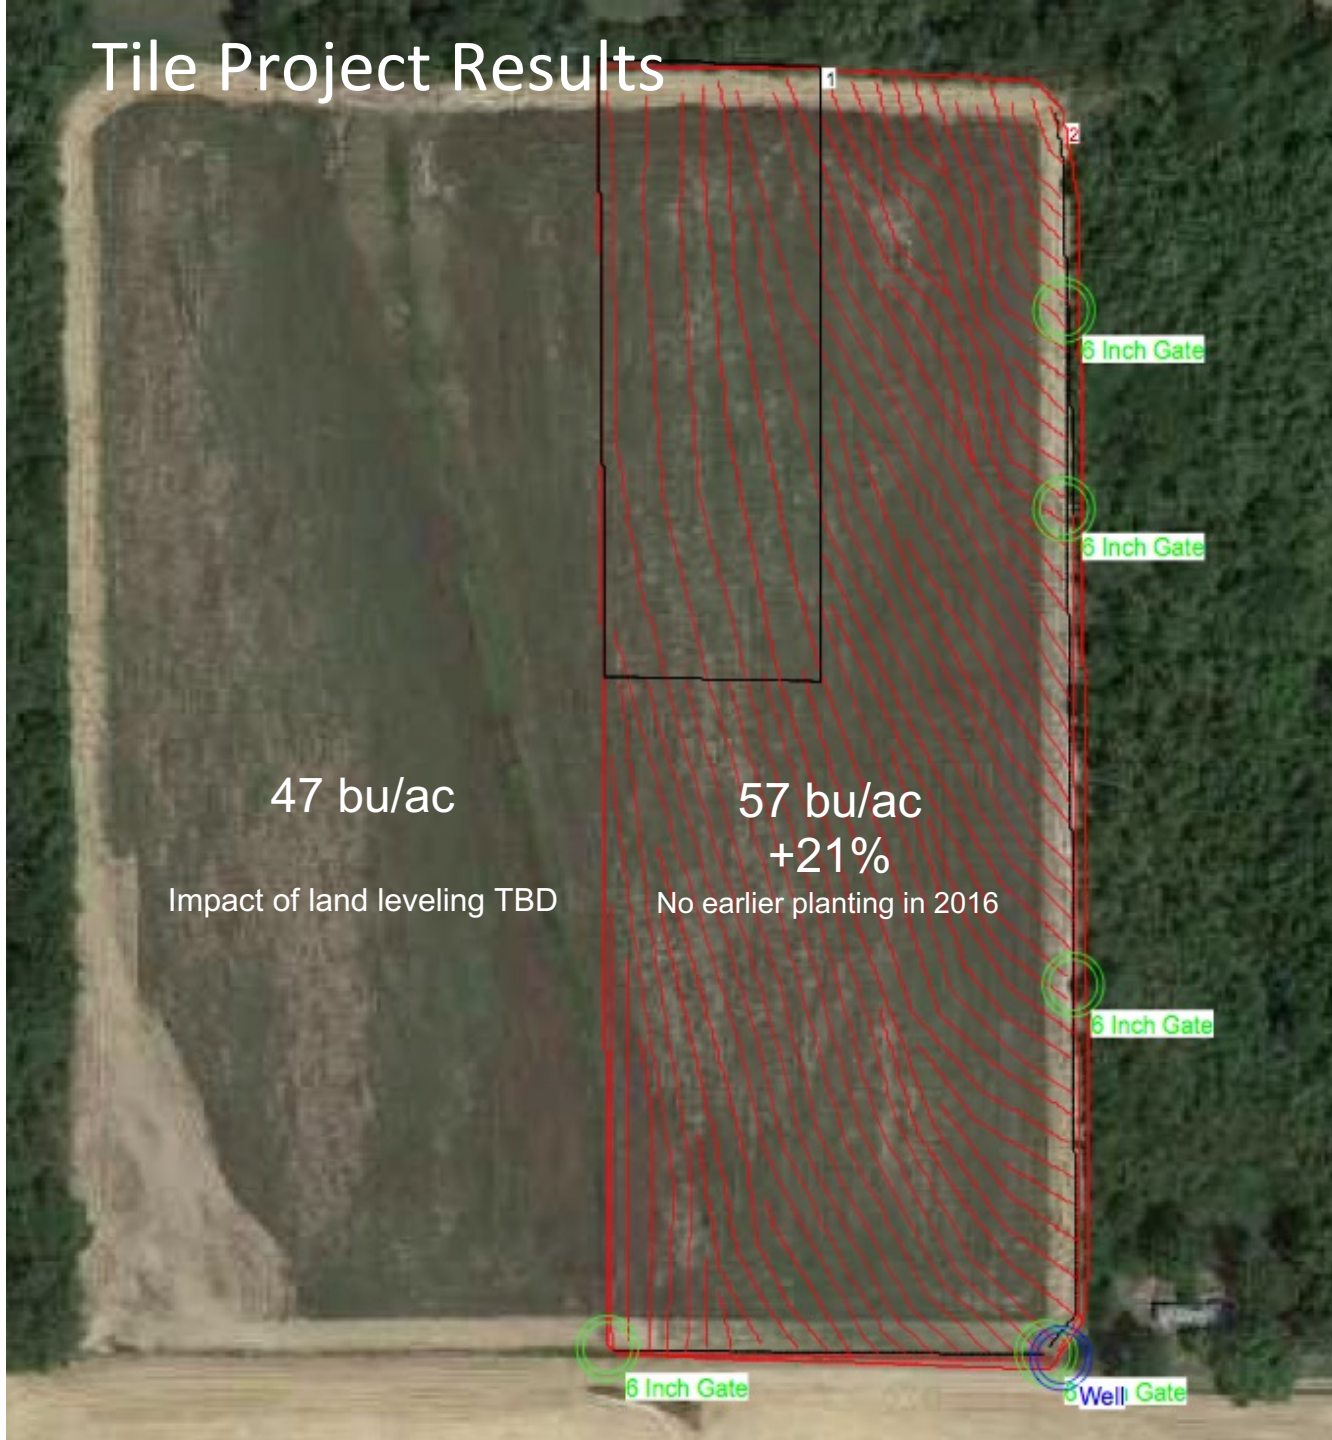 Tile Project Results
1
2
6 Inch Gate
6 Inch Gate
47 bu/ac
57 bu/ac
+21%
Impact of land leveling TBD
No earlier planting in 2016
6 Inch Gate
6 Inch Gate
6 Gate
Well